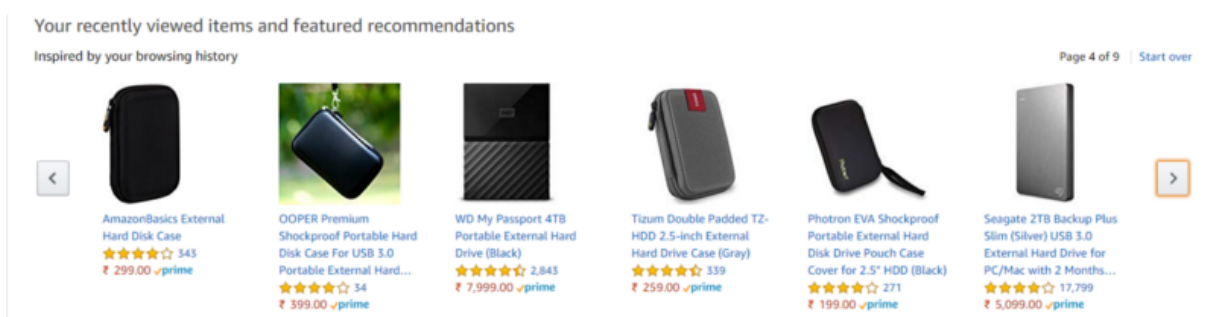 Your recently viewed items and featured recommendations
Inspired by your browsing history
Page 4 of 9 | Start over
AmazonBasics External
Hard Disk Case
343
₹ 299.00 prime
OOPER Premium
Shockproof Portable Hard
Disk Case For USB 3.0
Portable External Hard...
34
₹ 399.00 prime
WD My Passport 4TB
Portable External Hard
Drive (Black)
2,843
₹ 7,999.00 prime
Tizum Double Padded TZ-
HDD 2.5-inch External
Hard Drive Case (Gray)
339
₹ 259.00 prime
Photron EVA Shockproof
Portable External Hard
Disk Drive Pouch Case
Cover for 2.5" HDD (Black)
271
₹ 199.00 prime
Seagate 2TB Backup Plus
Slim (Silver) USB 3.0
External Hard Drive for
PC/Mac with 2 Months...
17,799
₹ 5,099.00 prime